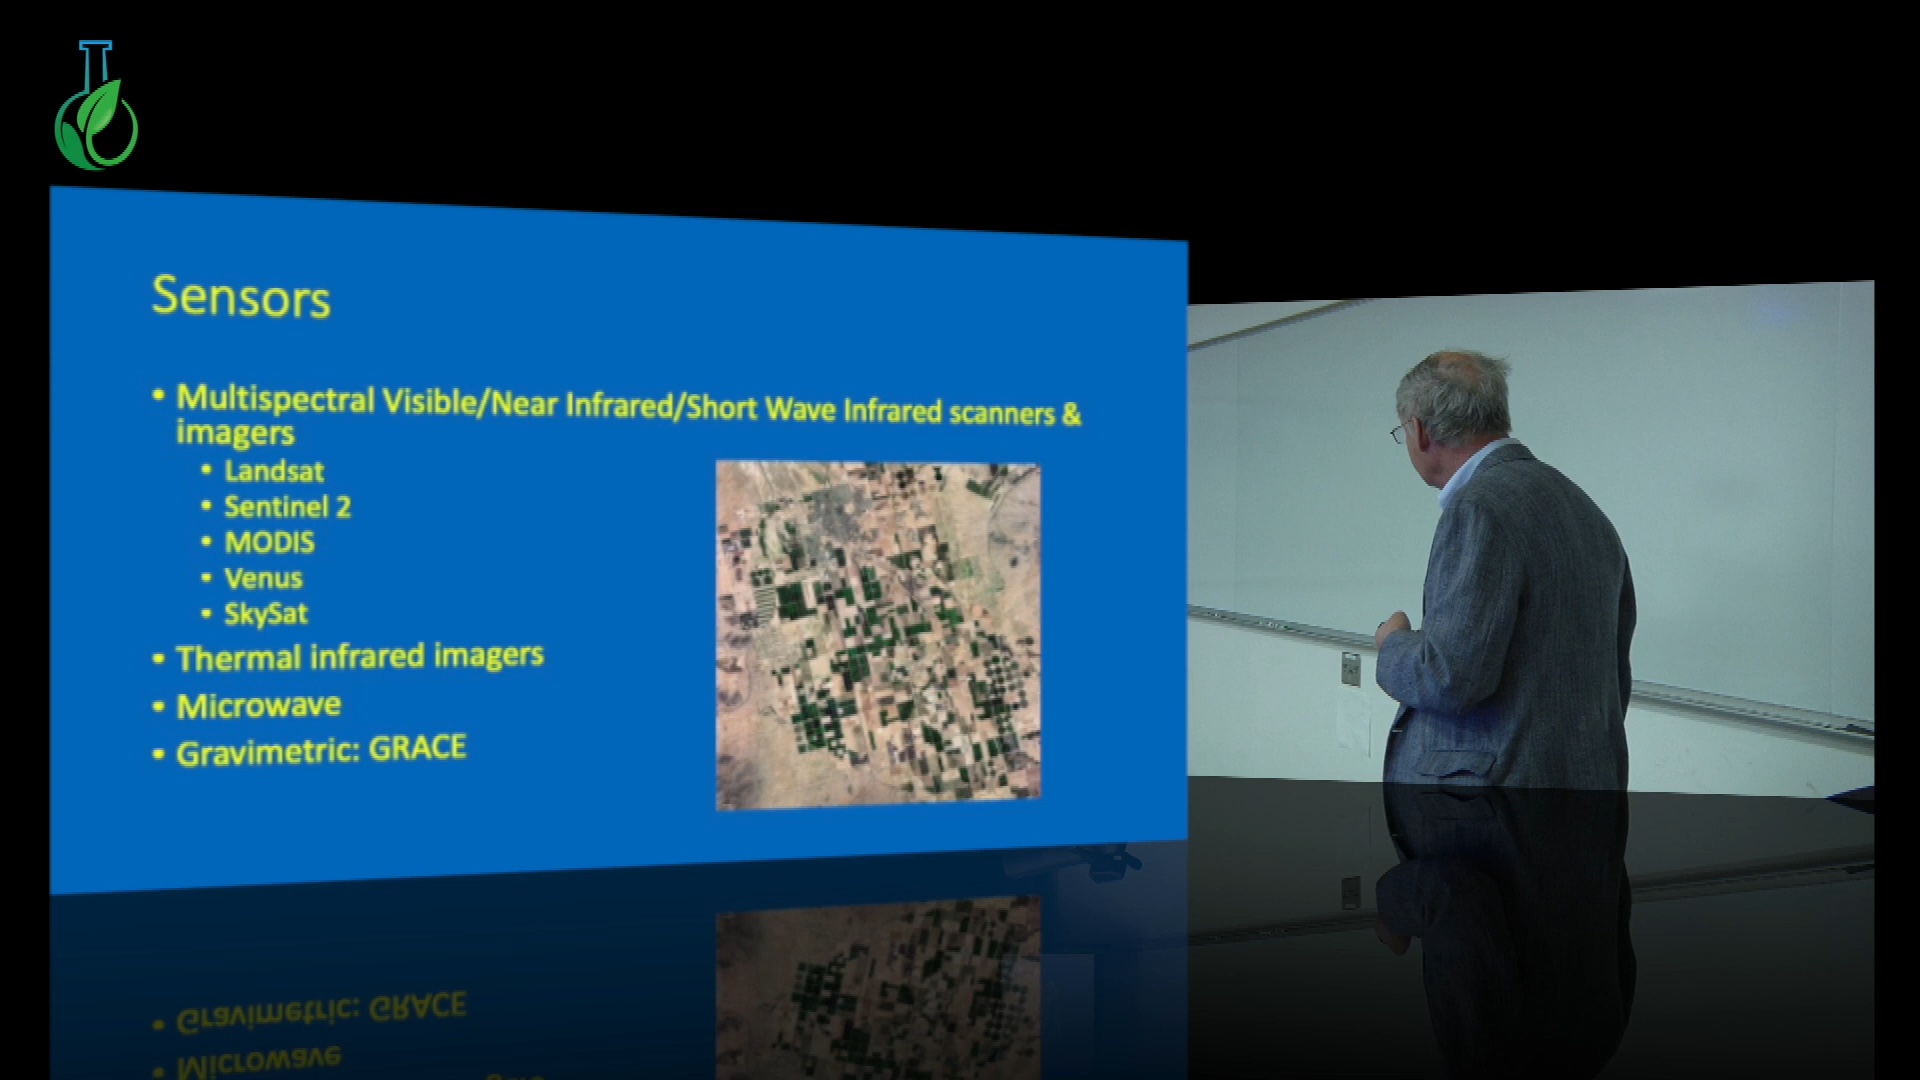 Sensors
• Multispectral Visible/Near Infrared/Short Wave Infrared scanners &
imagers
• Landsat
• Sentinel 2
• MODIS
• Venus
• SkySat
• Thermal infrared imagers
• Microwave
• Gravimetric: GRACE